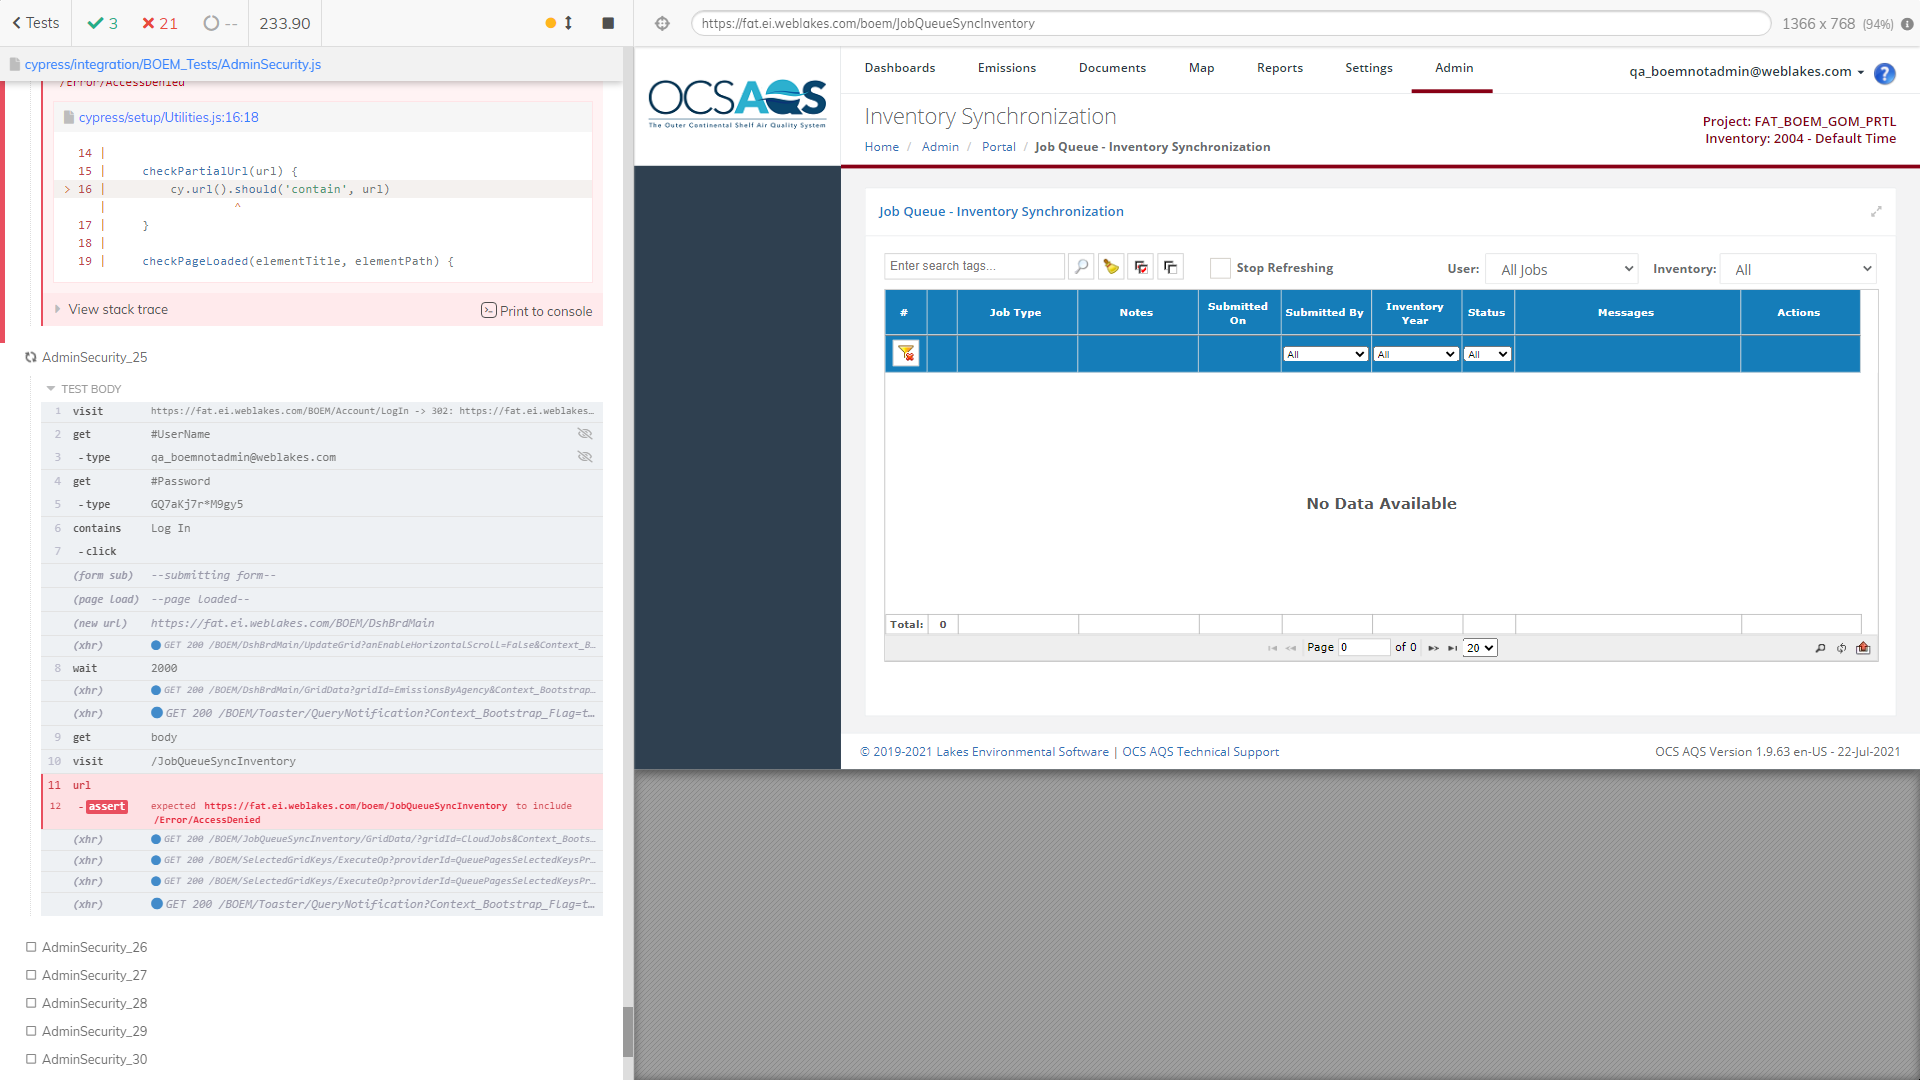 Tests
3
21
--
233.90
cypress/integration/BOEM_Tests/AdminSecurity.js
/Error/AccessDenied
cypress/setup/Utilities.js:16:18
14 |
15 | checkPartialUrl(url) {
> 16 | cy.url().should('contain', url)
| ^
17 | }
18 |
19 | checkPageLoaded(elementTitle, elementPath) {
View stack trace
Print to console
AdminSecurity_25
TEST BODY
1 visit https://fat.ei.weblakes.com/BOEM/Account/LogIn -> 302: https://fat.ei.weblakes...
2 get #UserName
3 - type qa_boemnotadmin@weblakes.com
4 get #Password
5 - type GQ7aKj7r*M9gy5
6 contains Log In
7 - click
(form sub) --submitting form--
(page load) --page loaded--
(new url) https://fat.ei.weblakes.com/BOEM/DshBrdMain
(xhr) GET 200 /BOEM/DshBrdMain/UpdateGrid?anEnableHorizontalScroll=False&Context_B...
8 wait 2000
(xhr) GET 200 /BOEM/DshBrdMain/GridData?gridId=EmissionsByAgency&Context_Bootstrap...
(xhr) GET 200 /BOEM/Toaster/QueryNotification?Context_Bootstrap_Flag=t...
9 get body
10 visit /JobQueueSyncInventory
11 url
12 - assert expected https://fat.ei.weblakes.com/boem/JobQueueSyncInventory to include
/Error/AccessDenied
(xhr) GET 200 /BOEM/JobQueueSyncInventory/GridData/?gridId=CloudJobs&Context_Boots...
(xhr) GET 200 /BOEM/SelectedGridKeys/ExecuteOp?providerId=QueuePagesSelectedKeysPr...
(xhr) GET 200 /BOEM/SelectedGridKeys/ExecuteOp?providerId=QueuePagesSelectedKeysPr...
(xhr) GET 200 /BOEM/Toaster/QueryNotification?Context_Bootstrap_Flag=t...
AdminSecurity_26
AdminSecurity_27
AdminSecurity_28
AdminSecurity_29
AdminSecurity_30
https://fat.ei.weblakes.com/boem/JobQueueSyncInventory
1366 x 768 (94%)
OCSAQS
The Outer Continental Shelf Air Quality System
Dashboards Emissions Documents Map Reports Settings Admin
qa_boemnotadmin@weblakes.com
?
Inventory Synchronization
Home / Admin / Portal / Job Queue - Inventory Synchronization
Project: FAT_BOEM_GOM_PRTL
Inventory: 2004 - Default Time
Job Queue - Inventory Synchronization
Enter search tags...
Stop Refreshing
User: All Jobs
Inventory: All
# Job Type Notes Submitted On Submitted By Inventory Year Status Messages Actions
All All All
No Data Available
Total: 0
Page 0 of 0 20
© 2019-2021 Lakes Environmental Software | OCS AQS Technical Support
OCS AQS Version 1.9.63 en-US - 22-Jul-2021